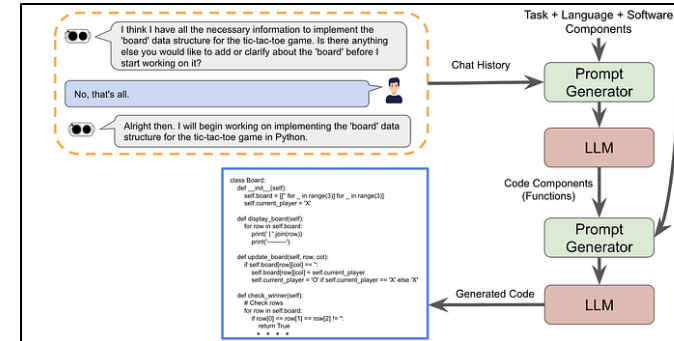 I think I have all the necessary information to implement the
'board' data structure for the tic-tac-toe game. Is there anything
else you would like to add or clarify about the 'board' before I
start working on it?
No, that's all.
Alright then. I will begin working on implementing the 'board' data
structure for the tic-tac-toe game in Python.
Chat History
Task + Language + Software
Components
Prompt
Generator
LLM
Code Components
(Functions)
Prompt
Generator
LLM
Generated Code
class Board:
def __init__(self):
self.board = [['' for _ in range(3)] for _ in range(3)]
self.current_player = 'X'
def display_board(self):
for row in self.board:
print(' | '.join(row))
print('---------')
def update_board(self, row, col):
if self.board[row][col] == '':
self.board[row][col] = self.current_player
self.current_player = 'O' if self.current_player == 'X' else 'X'
def check_winner(self):
# Check rows
for row in self.board:
if row[0] == row[1] == row[2] != '':
return True
* * * *